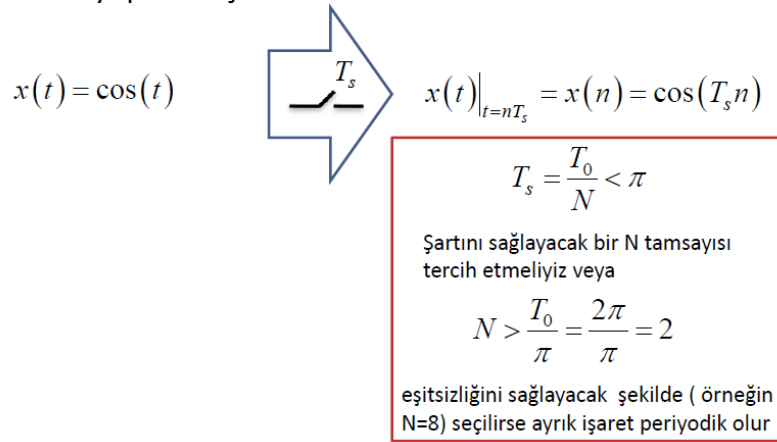 x(t) = cos(t)
T_s
x(t)|_{t=nT_s} = x(n) = cos(T_s n)
T_s = T_0/N < π
Şartını sağlayacak bir N tamsayısı
tercih etmeliyiz veya
N > T_0/π = 2π/π = 2
eşitsizliğini sağlayacak şekilde ( örneğin
N=8) seçilirse ayrık işaret periyodik olur